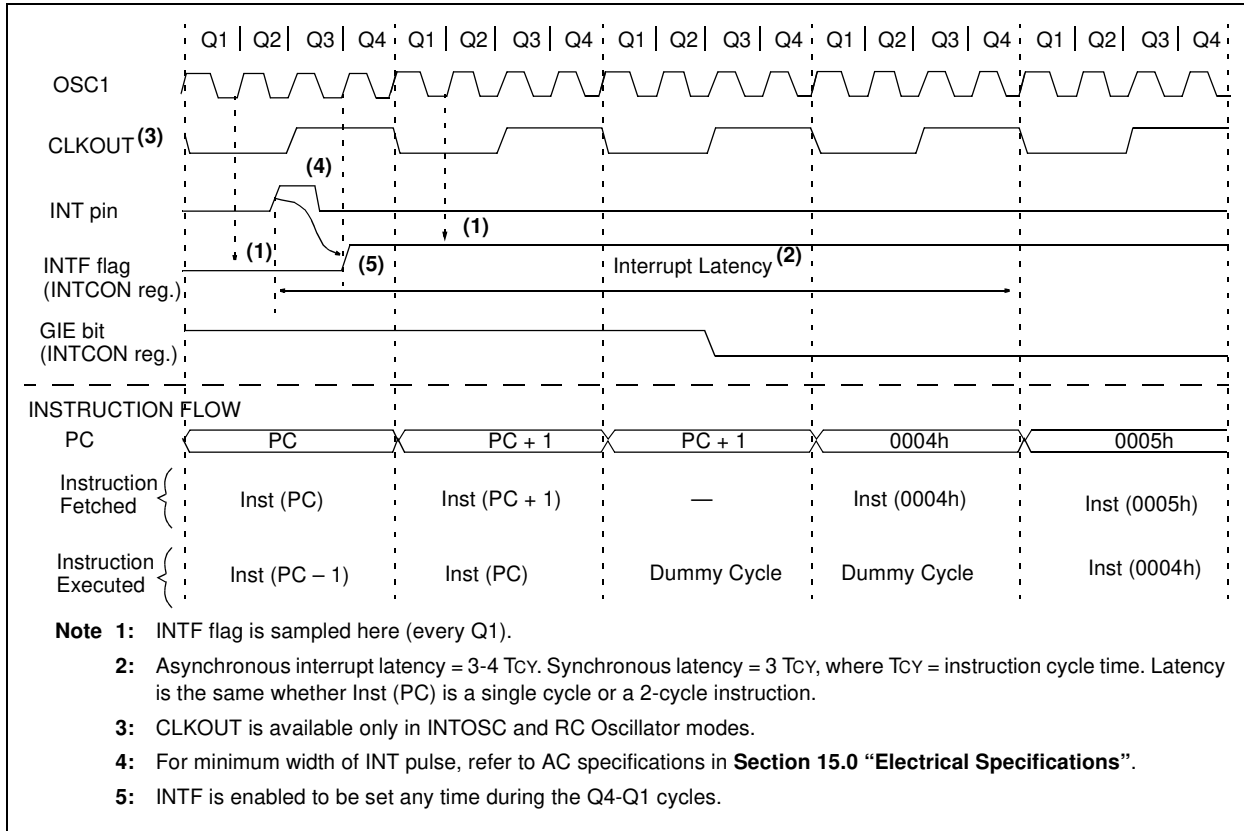 Q1 | Q2 | Q3 | Q4 Q1 | Q2 | Q3 | Q4 Q1 | Q2 | Q3 | Q4 Q1 | Q2 | Q3 | Q4 Q1 | Q2 | Q3 | Q4
OSC1
CLKOUT (3)
(4)
INT pin
(1)
(1)
(5)
INTF flag
(INTCON reg.)
Interrupt Latency (2)
GIE bit
(INTCON reg.)
INSTRUCTION FLOW
PC PC PC + 1 PC + 1 0004h 0005h
Instruction
Fetched
Inst (PC) Inst (PC + 1) — Inst (0004h) Inst (0005h)
Instruction
Executed
Inst (PC – 1) Inst (PC) Dummy Cycle Dummy Cycle Inst (0004h)
Note 1: INTF flag is sampled here (every Q1).
2: Asynchronous interrupt latency = 3-4 TCY. Synchronous latency = 3 TCY, where TCY = instruction cycle time. Latency
is the same whether Inst (PC) is a single cycle or a 2-cycle instruction.
3: CLKOUT is available only in INTOSC and RC Oscillator modes.
4: For minimum width of INT pulse, refer to AC specifications in Section 15.0 “Electrical Specifications”.
5: INTF is enabled to be set any time during the Q4-Q1 cycles.